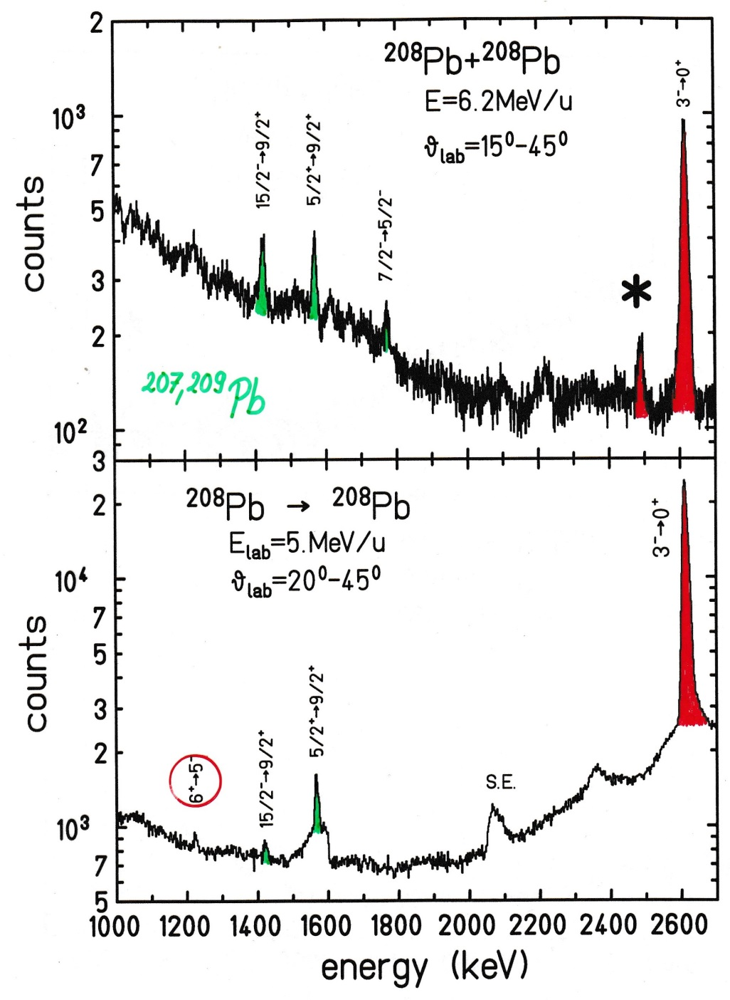 2
10³
7
5
3
2
10²
counts
²⁰⁸Pb+²⁰⁸Pb
E=6.2MeV/u
ϑlab=15⁰-45⁰
15/2⁻→9/2⁺
5/2⁺→9/2⁺
7/2⁻→5/2⁻
*
3⁻→0⁺
207,209Pb
3
2
10⁴
7
5
3
2
10³
7
5
counts
²⁰⁸Pb → ²⁰⁸Pb
Elab=5.MeV/u
ϑlab=20⁰-45⁰
6⁺→5⁻
15/2⁻→9/2⁺
5/2⁺→9/2⁺
S.E.
3⁻→0⁺
1000 1200 1400 1600 1800 2000 2200 2400 2600
energy (keV)